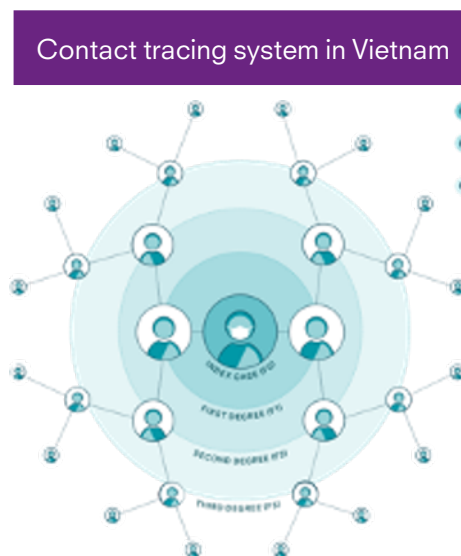 Contact tracing system in Vietnam
INDEX CASE (F0)
FIRST DEGREE (F1)
SECOND DEGREE (F2)
THIRD DEGREE (F3)